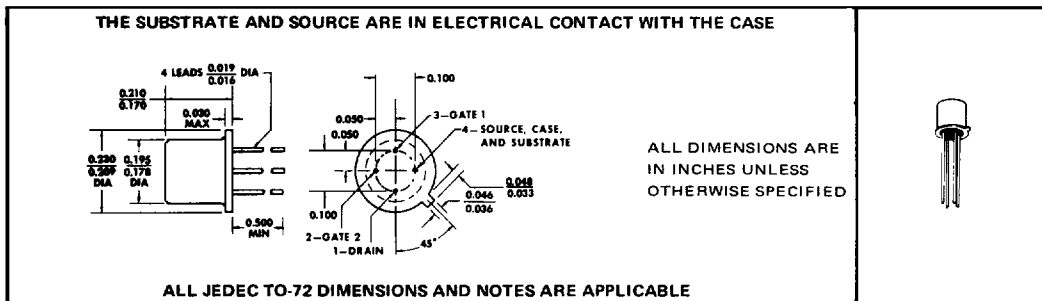 THE SUBSTRATE AND SOURCE ARE IN ELECTRICAL CONTACT WITH THE CASE
4 LEADS 0.019/0.016 DIA
0.210/0.170
0.030 MAX
0.230/0.209 DIA
0.195/0.178 DIA
0.500 MIN
0.100
0.050
0.050
3-GATE 1
4- SOURCE, CASE,
AND SUBSTRATE
0.048/0.033
0.046/0.036
0.100
2-GATE 2
1-DRAIN
45°
ALL DIMENSIONS ARE
IN INCHES UNLESS
OTHERWISE SPECIFIED
ALL JEDEC TO-72 DIMENSIONS AND NOTES ARE APPLICABLE